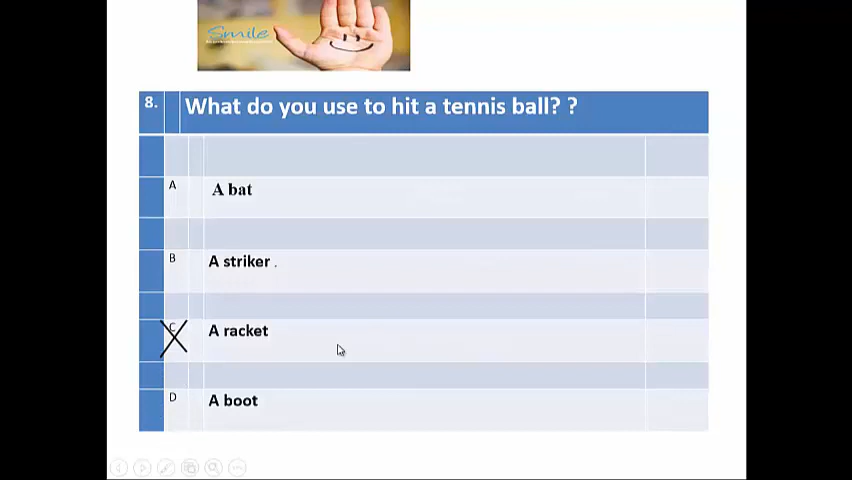 Smile
8. What do you use to hit a tennis ball? ?
A A bat
B A striker .
C A racket
D A boot